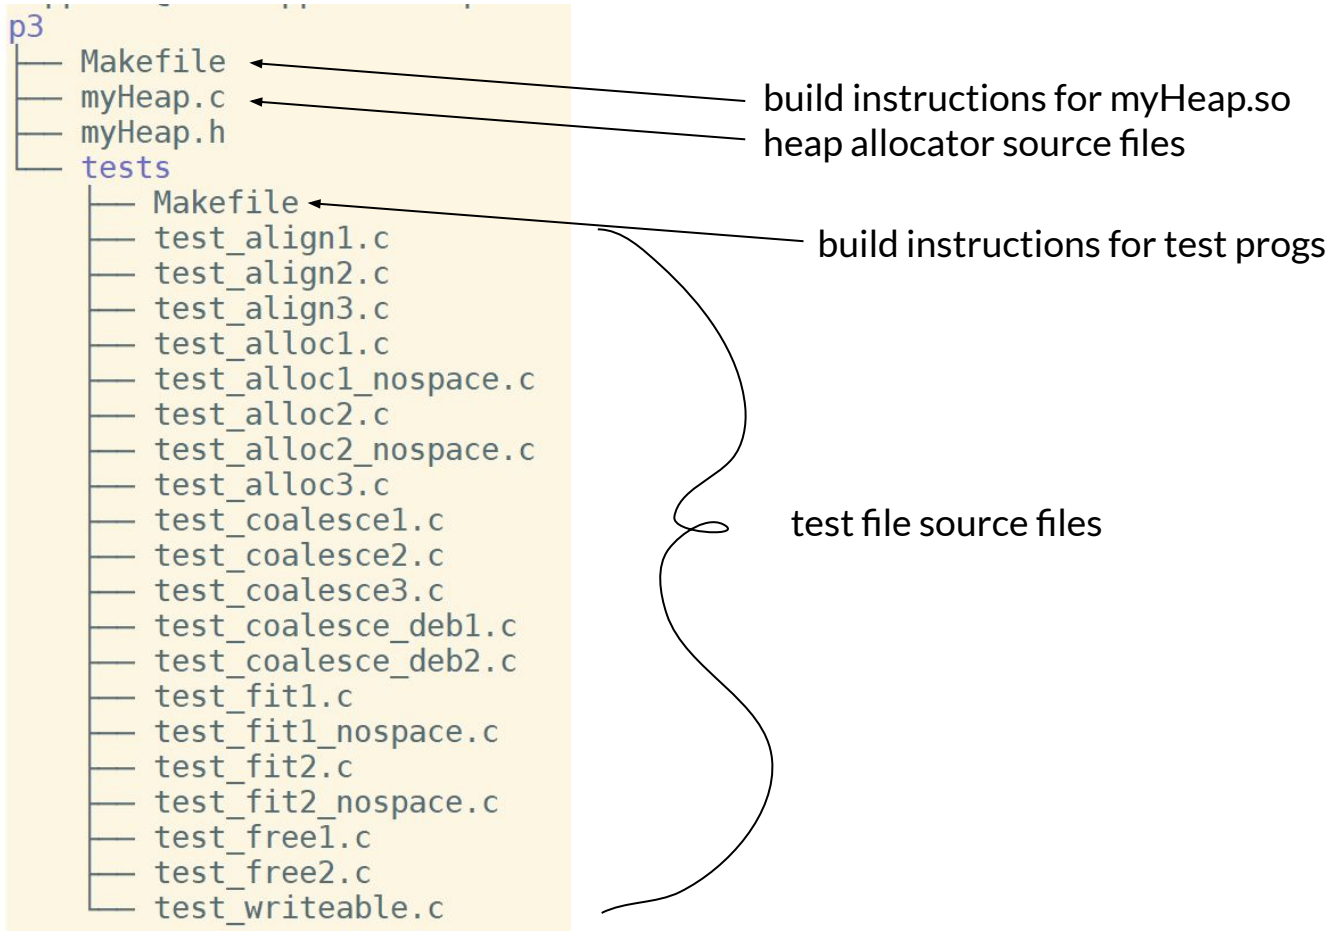 p3
Makefile
build instructions for myHeap.so
myHeap.c
heap allocator source files
myHeap.h
tests
Makefile
build instructions for test progs
test_align1.c
test_align2.c
test_align3.c
test_alloc1.c
test_alloc1_nospace.c
test_alloc2.c
test_alloc2_nospace.c
test_alloc3.c
test_coalesce1.c
test file source files
test_coalesce2.c
test_coalesce3.c
test_coalesce_deb1.c
test_coalesce_deb2.c
test_fit1.c
test_fit1_nospace.c
test_fit2.c
test_fit2_nospace.c
test_free1.c
test_free2.c
test_writeable.c